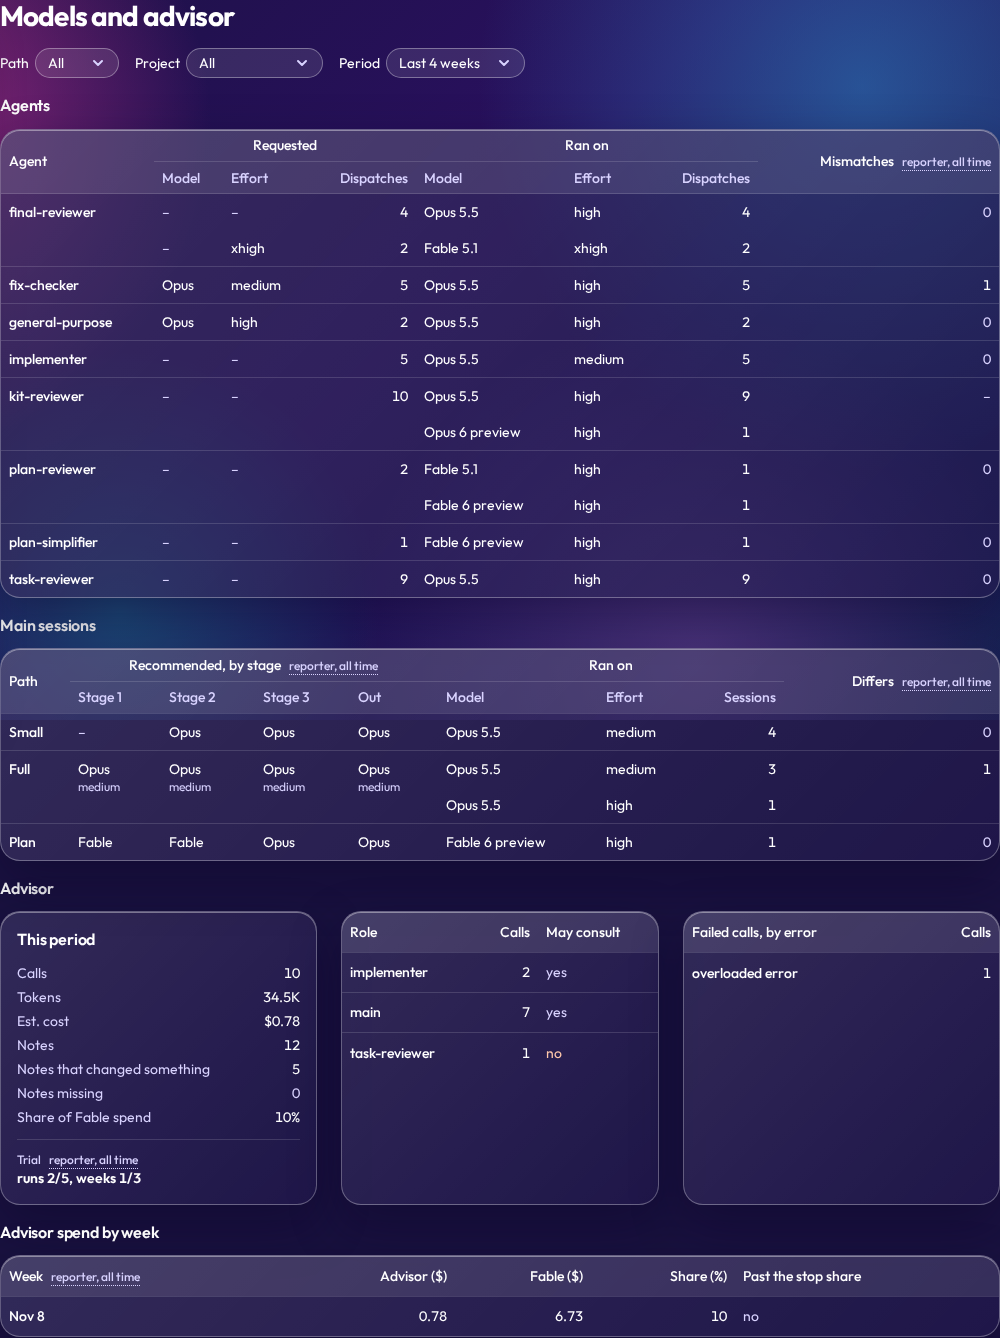 Models and advisor
Path All Project All Period Last 4 weeks
Agents
Agent Requested Ran on Mismatches reporter, all time
Model Effort Dispatches Model Effort Dispatches
final-reviewer – – 4 Opus 5.5 high 4 0
– xhigh 2 Fable 5.1 xhigh 2
fix-checker Opus medium 5 Opus 5.5 high 5 1
general-purpose Opus high 2 Opus 5.5 high 2 0
implementer – – 5 Opus 5.5 medium 5 0
kit-reviewer – – 10 Opus 5.5 high 9 –
Opus 6 preview high 1
plan-reviewer – – 2 Fable 5.1 high 1 0
Fable 6 preview high 1
plan-simplifier – – 1 Fable 6 preview high 1 0
task-reviewer – – 9 Opus 5.5 high 9 0
Main sessions
Path Recommended, by stage reporter, all time Ran on Differs reporter, all time
Stage 1 Stage 2 Stage 3 Out Model Effort Sessions
Small – Opus Opus Opus Opus 5.5 medium 4 0
Full Opus Opus Opus Opus Opus 5.5 medium 3 1
medium medium medium medium
Opus 5.5 high 1
Plan Fable Fable Opus Opus Fable 6 preview high 1 0
Advisor
This period
Calls 10
Tokens 34.5K
Est. cost $0.78
Notes 12
Notes that changed something 5
Notes missing 0
Share of Fable spend 10%
Trial reporter, all time
runs 2/5, weeks 1/3
Role Calls May consult
implementer 2 yes
main 7 yes
task-reviewer 1 no
Failed calls, by error Calls
overloaded error 1
Advisor spend by week
Week reporter, all time Advisor ($) Fable ($) Share (%) Past the stop share
Nov 8 0.78 6.73 10 no